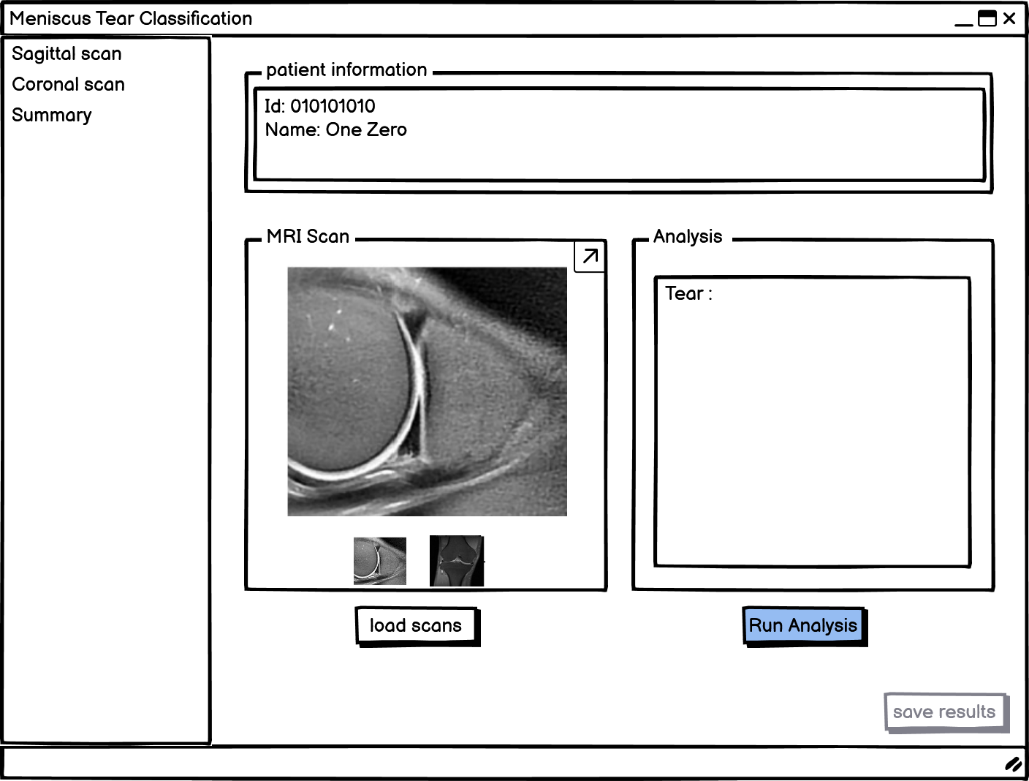 Meniscus Tear Classification
Sagittal scan
Coronal scan
Summary
patient information
Id: 010101010
Name: One Zero
MRI Scan
Analysis
Tear :
load scans
Run Analysis
save results